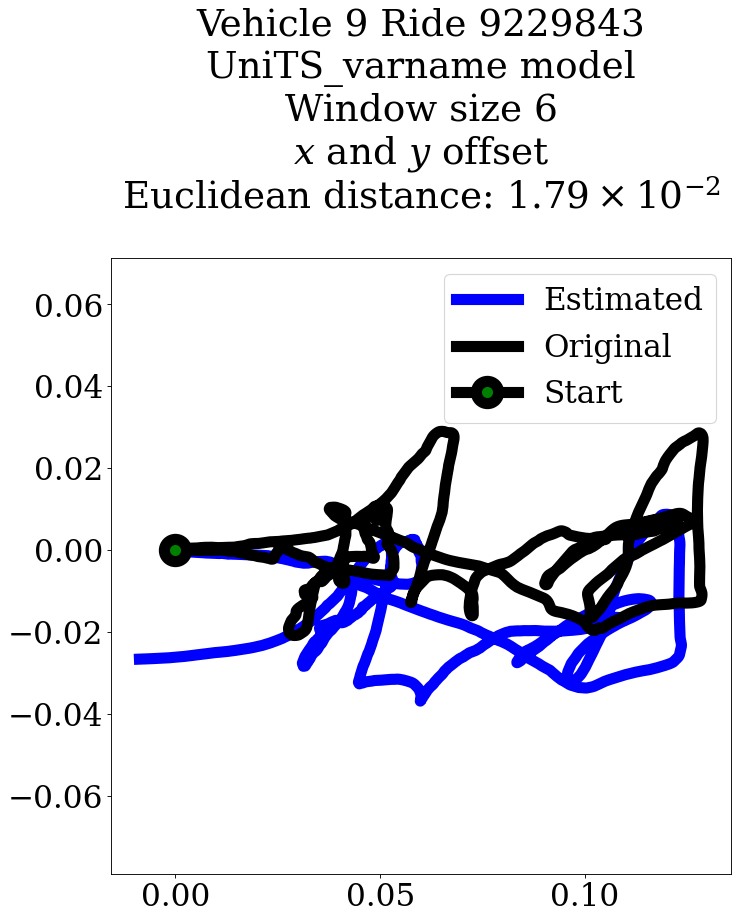 Vehicle 9 Ride 9229843
UniTS_varname model
Window size 6
x and y offset
Euclidean distance: 1.79 × 10⁻²
Estimated
Original
Start
0.06
0.04
0.02
0.00
−0.02
−0.04
−0.06
0.00 0.05 0.10